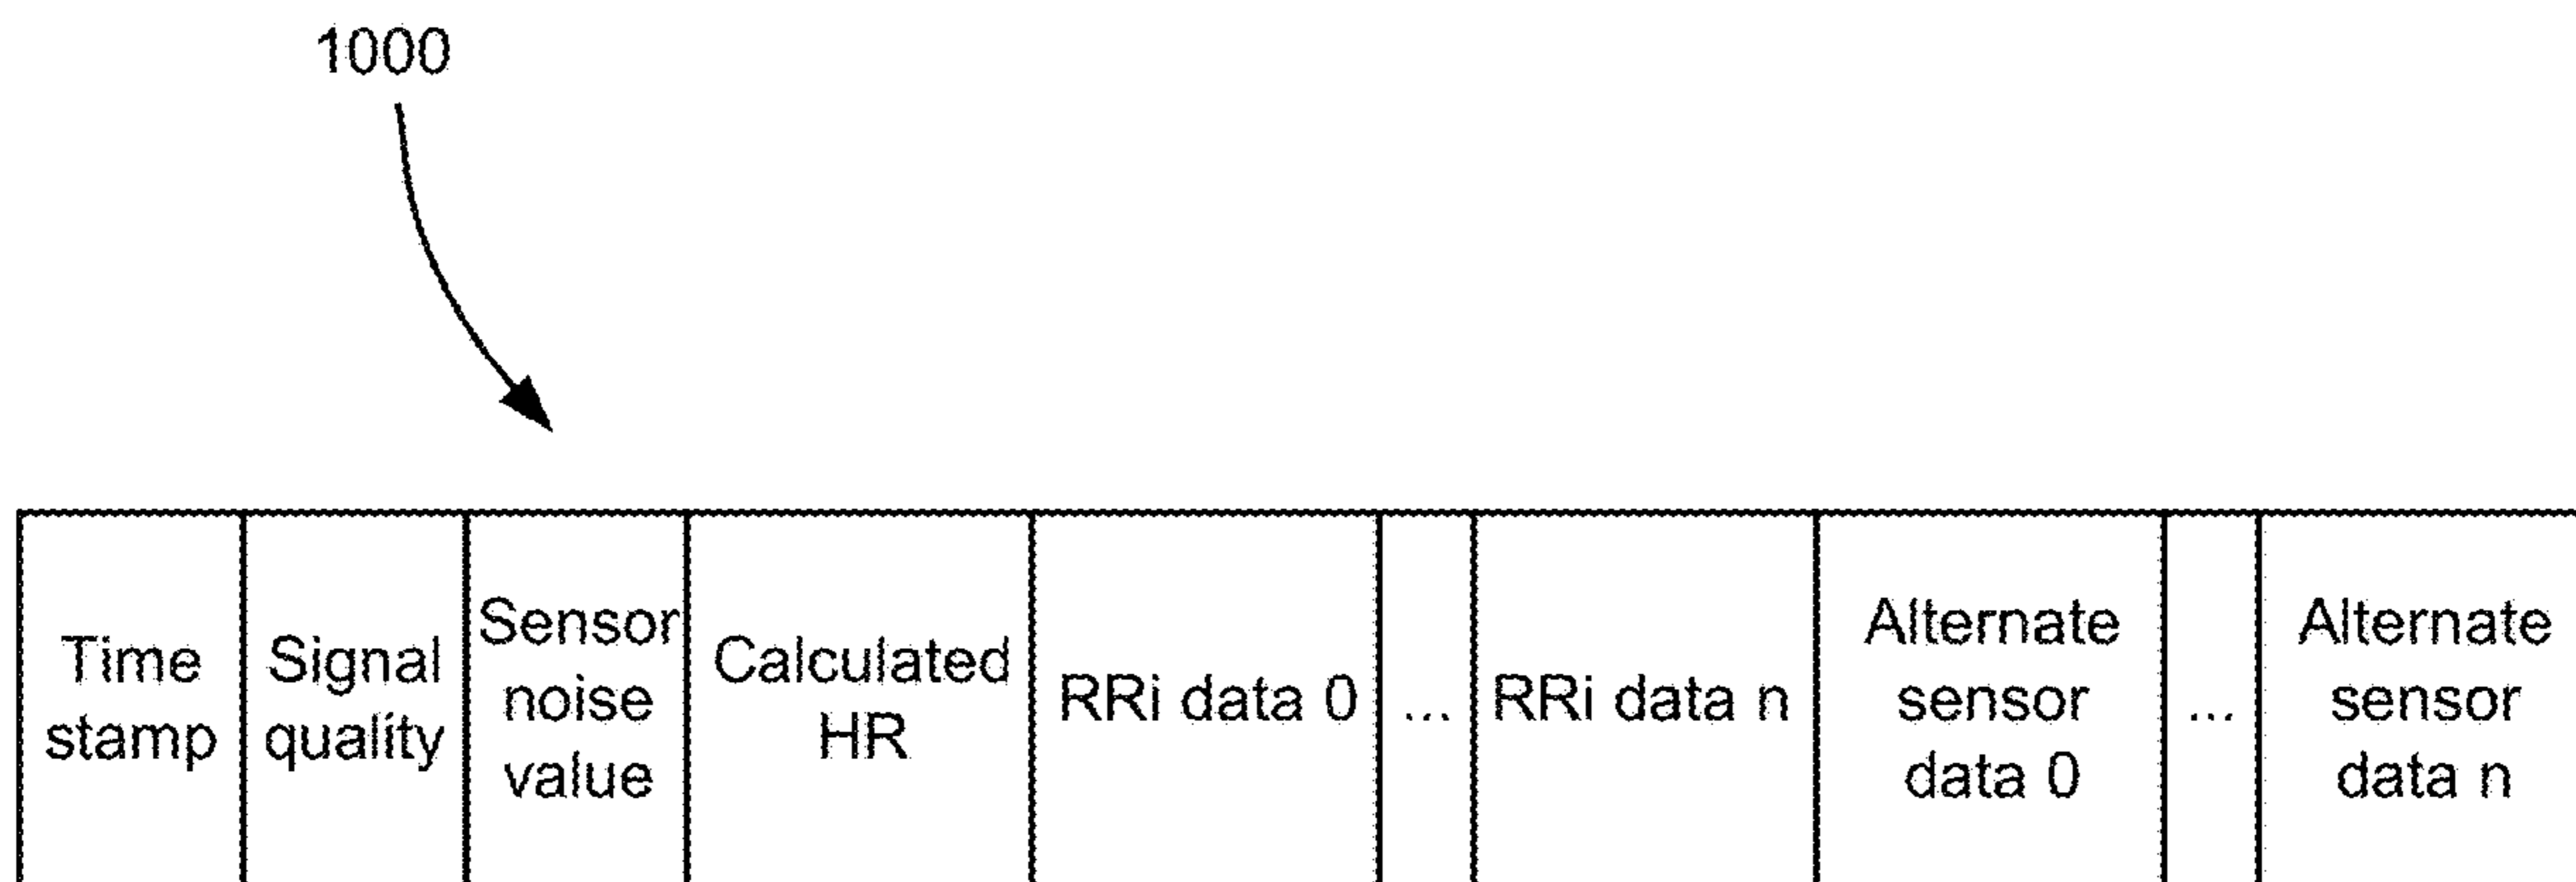 1000
Time
stamp
Signal
quality
Sensor
noise
value
Calculated
HR
RRi data 0
...
RRi data n
Alternate
sensor
data 0
...
Alternate
sensor
data n